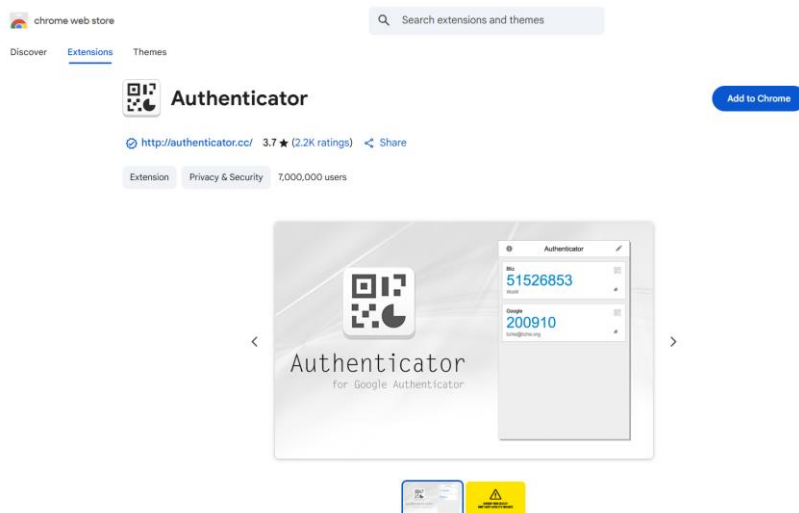 chrome web store
Search extensions and themes
Discover
Extensions
Themes
Authenticator
Add to Chrome
http://authenticator.cc/ 3.7 ★ (2.2K ratings) Share
Extension
Privacy & Security
7,000,000 users
Authenticator
for Google Authenticator
Authenticator
51526853
Google
200910